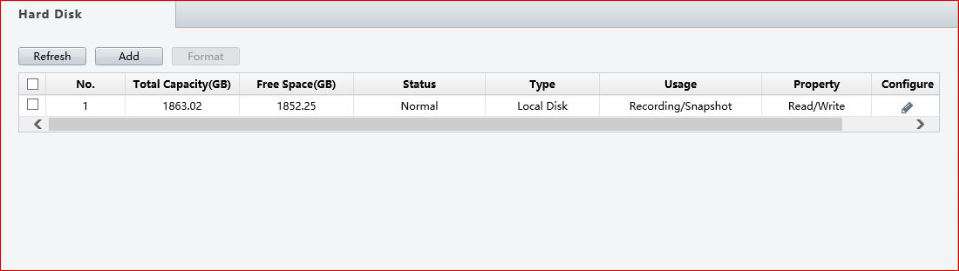 Hard Disk
Refresh Add Format
No. Total Capacity(GB) Free Space(GB) Status Type Usage Property Configure
1 1863.02 1852.25 Normal Local Disk Recording/Snapshot Read/Write